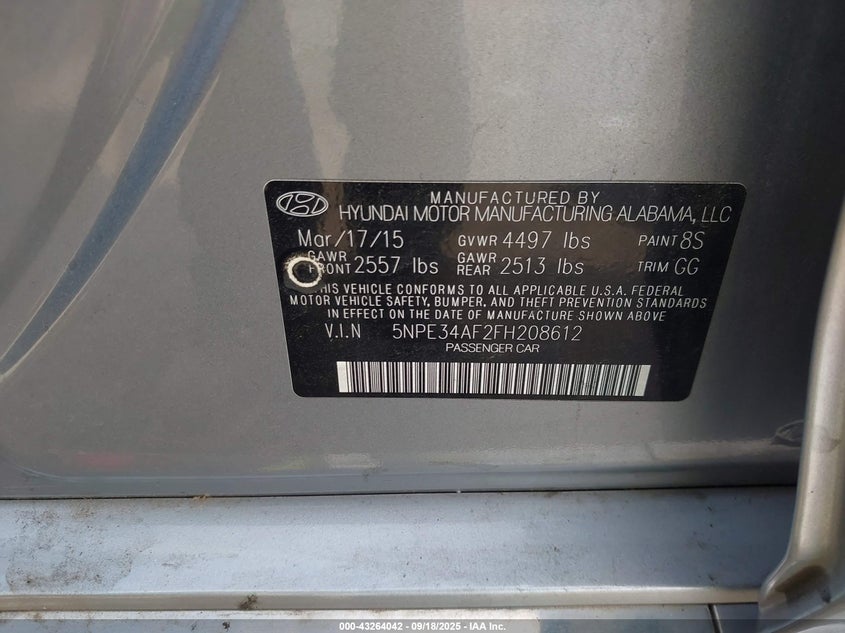 MANUFACTURED BY
HYUNDAI MOTOR MANUFACTURING ALABAMA, LLC
Mar/17/15 GVWR 4497 lbs PAINT 8S
GAWR FRONT 2557 lbs GAWR REAR 2513 lbs TRIM GG
THIS VEHICLE CONFORMS TO ALL APPLICABLE U.S.A. FEDERAL
MOTOR VEHICLE SAFETY, BUMPER, AND THEFT PREVENTION STANDARDS
IN EFFECT ON THE DATE OF MANUFACTURE SHOWN ABOVE
V.I.N 5NPE34AF2FH208612
PASSENGER CAR
000-43264042 - 09/18/2025 - IAA Inc.